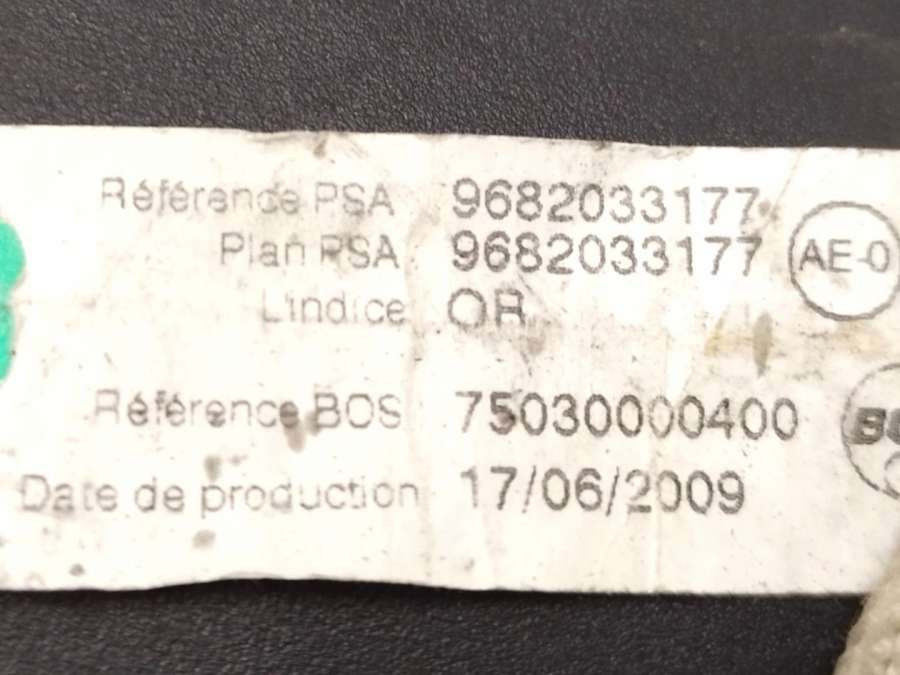 Référence PSA 9682033177
Plan PSA 9682033177 AE-0
L'indice OR
Référence BOS 75030000400
Date de production 17/06/2009